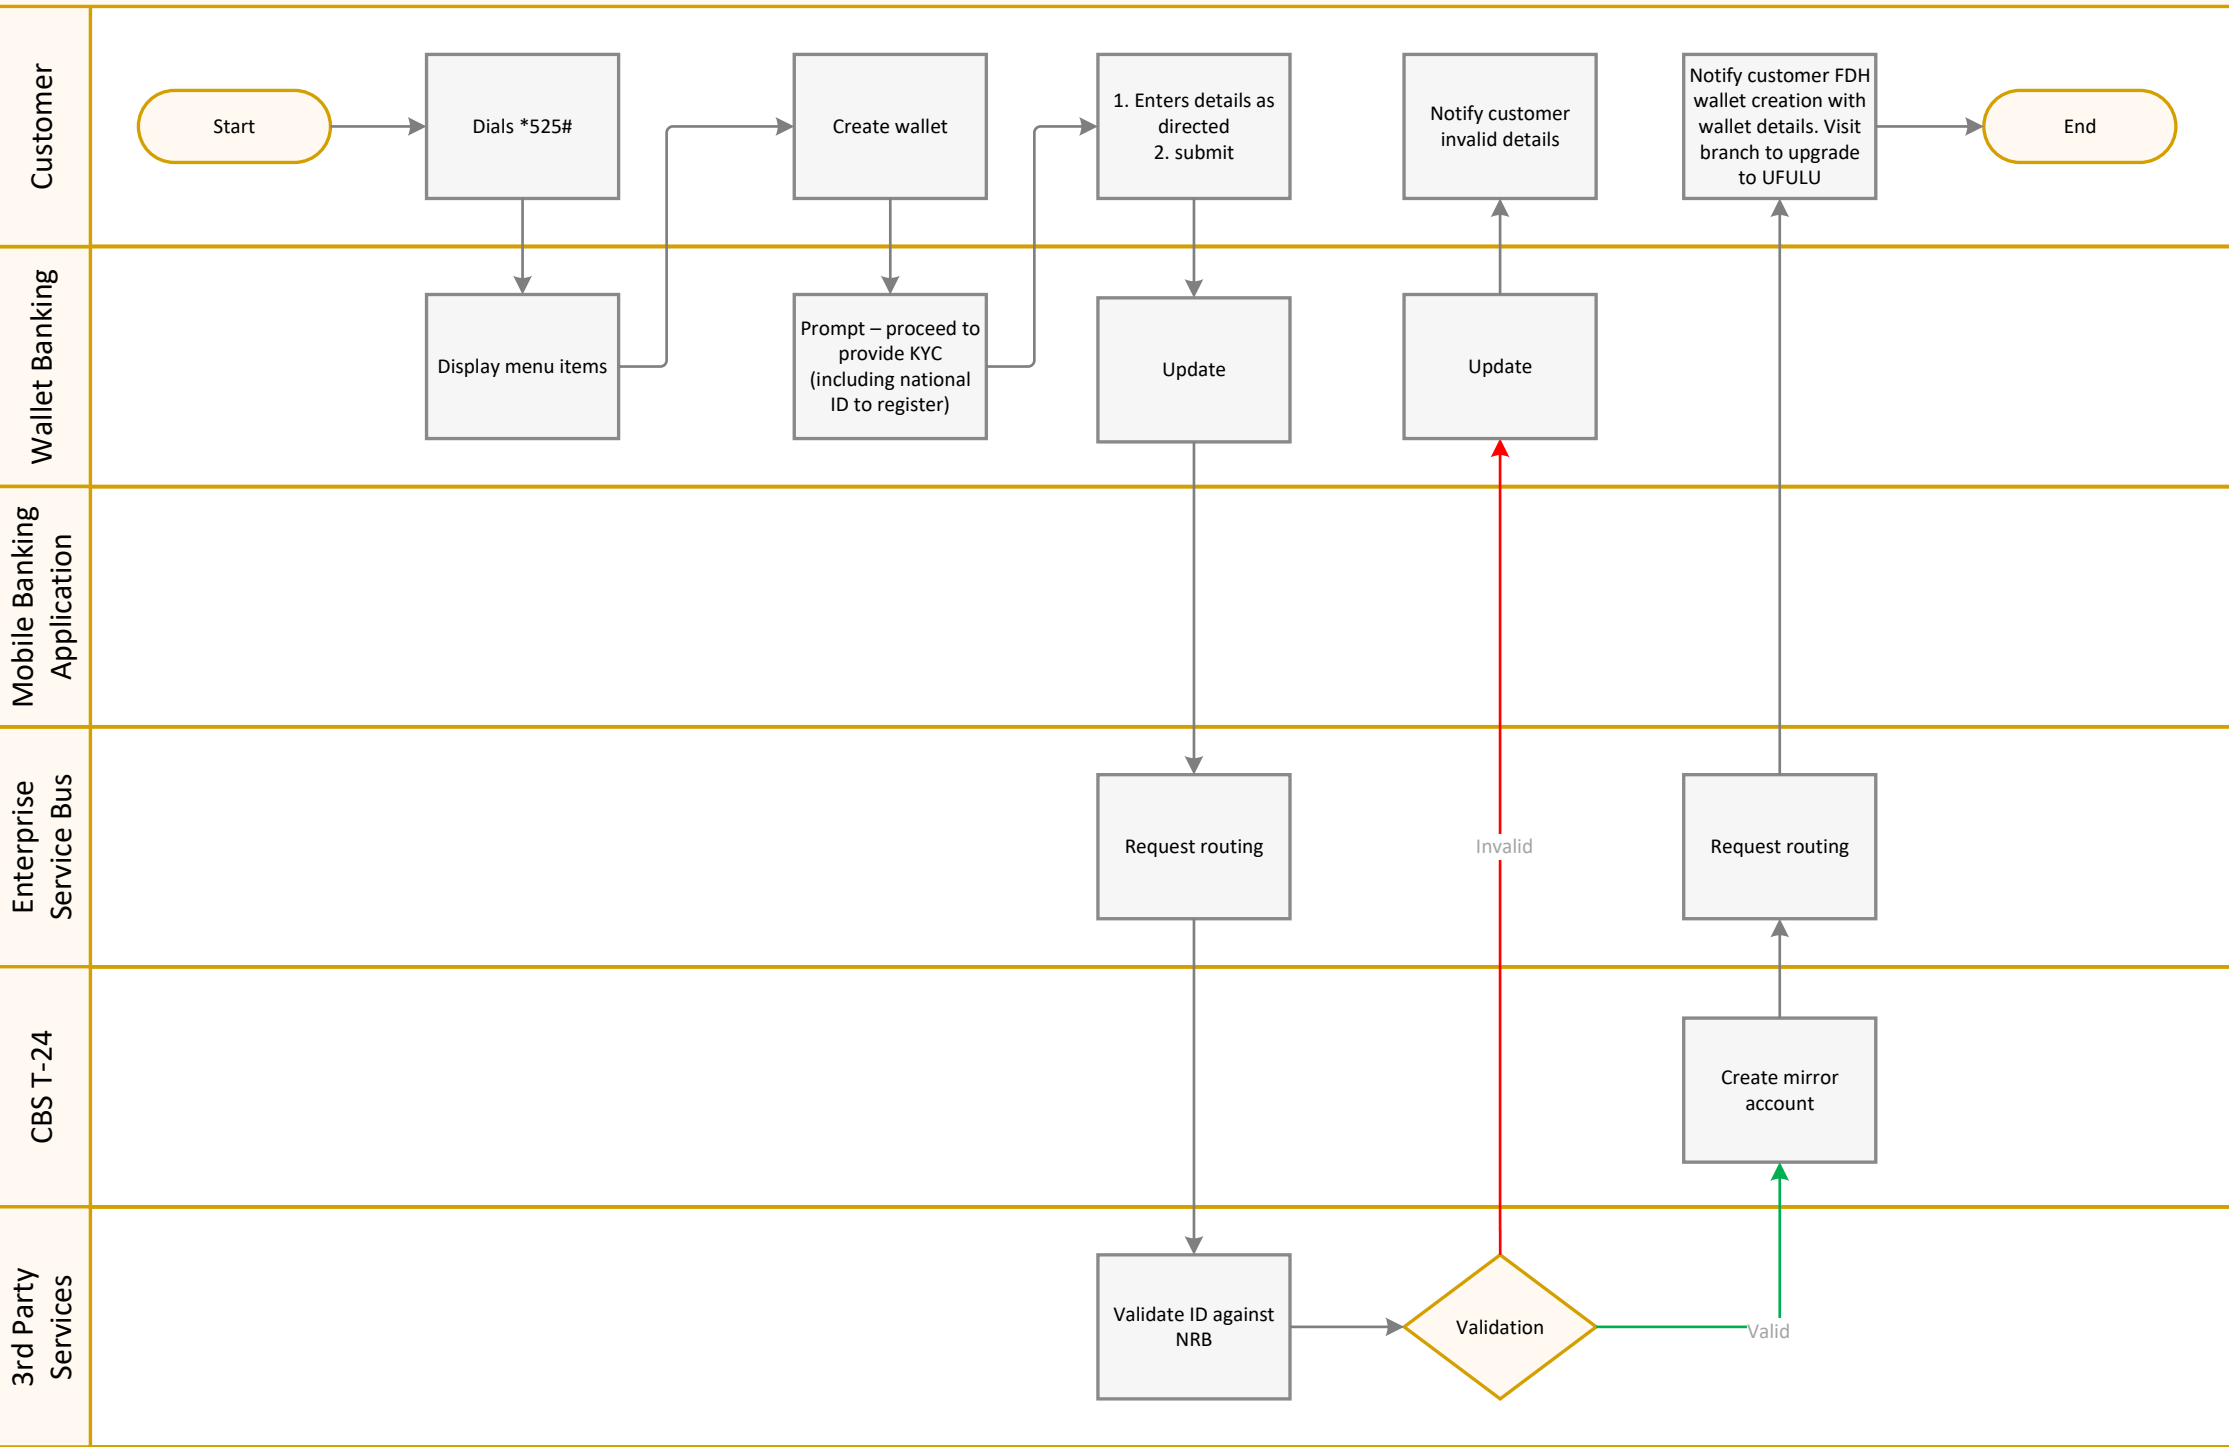 Customer
Start
Dials *525#
Create wallet
1. Enters details as
directed
2. submit
Notify customer
invalid details
Notify customer FDH
wallet creation with
wallet details. Visit
branch to upgrade
to UFULU
End
Wallet Banking
Display menu items
Prompt – proceed to
provide KYC
(including national
ID to register)
Update
Update
Mobile Banking
Application
Enterprise
Service Bus
Request routing
Invalid
Request routing
CBS T-24
Create mirror
account
3rd Party
Services
Validate ID against
NRB
Validation
Valid